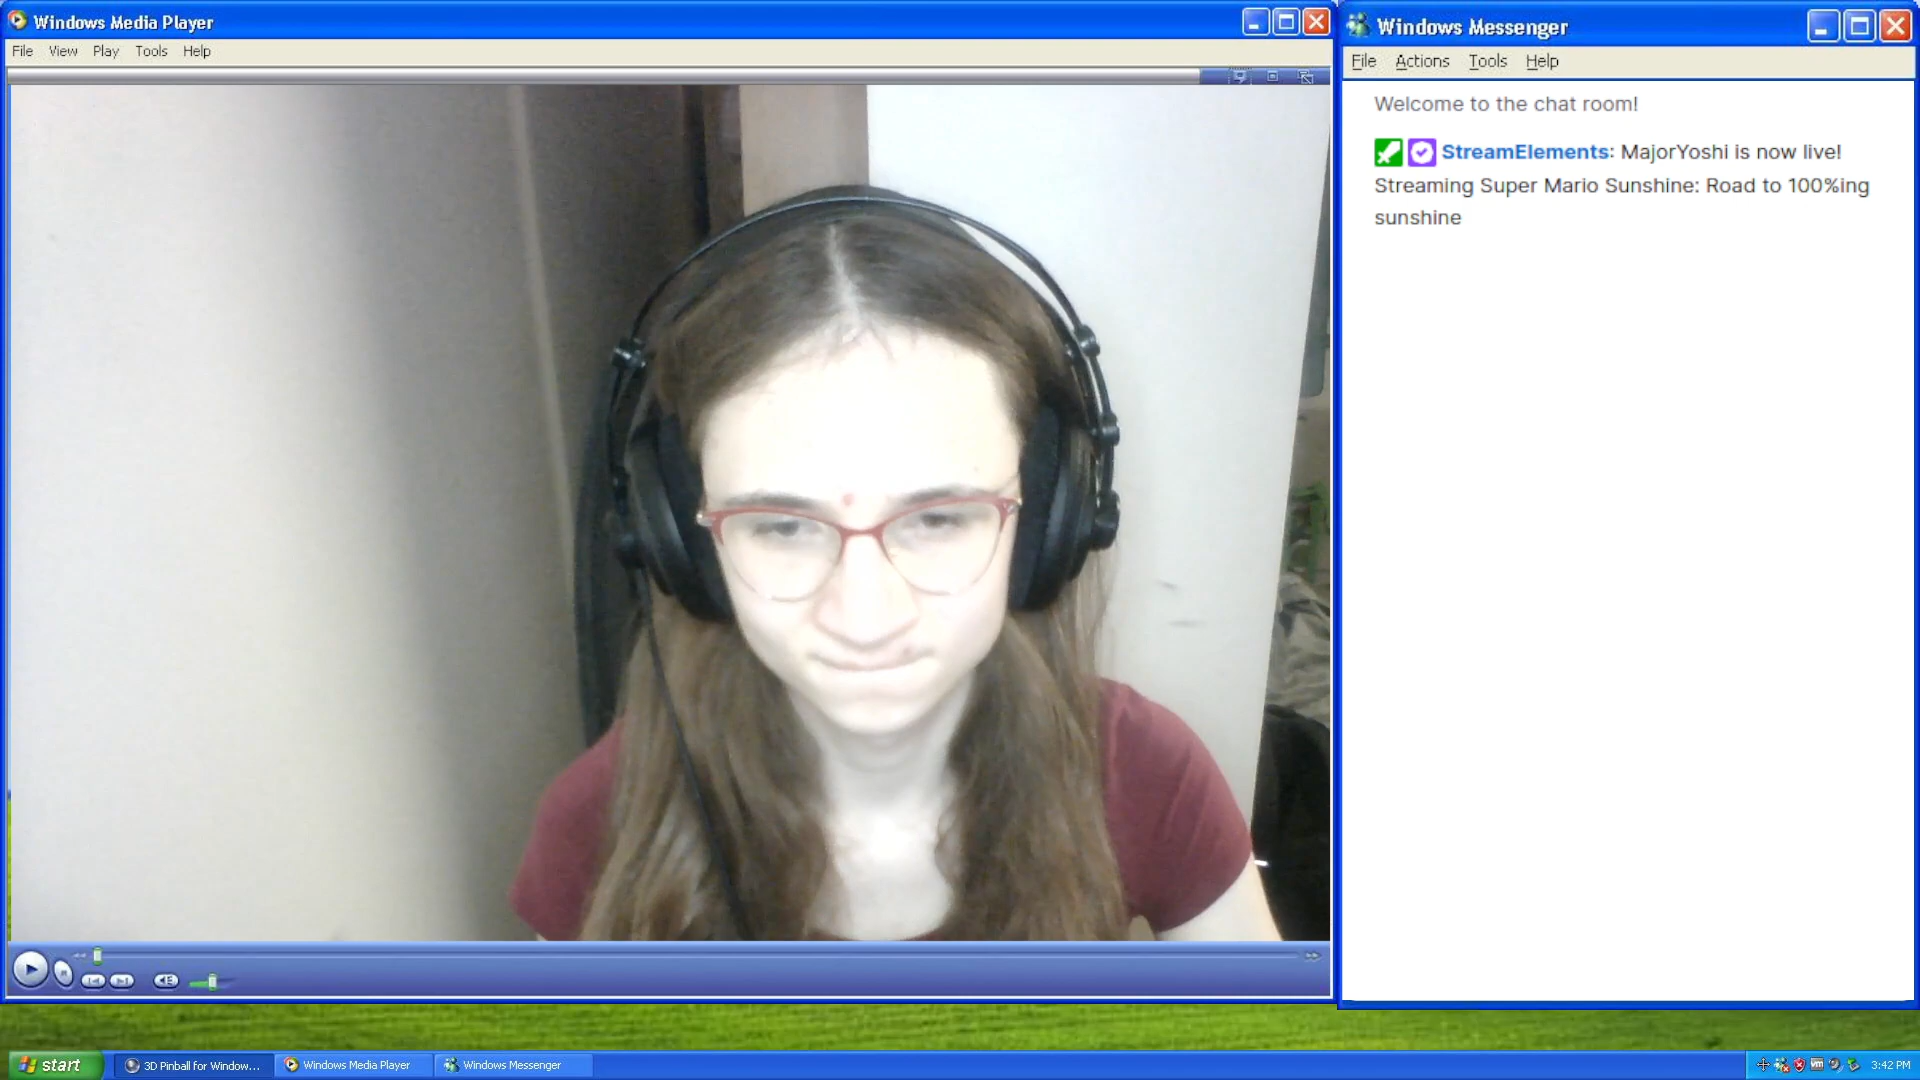 Windows Media Player
File View Play Tools Help
Windows Messenger
File Actions Tools Help
Welcome to the chat room!
StreamElements: MajorYoshi is now live!
Streaming Super Mario Sunshine: Road to 100%ing
sunshine
start
3D Pinball for Window...
Windows Media Player
Windows Messenger
vm
3:42 PM